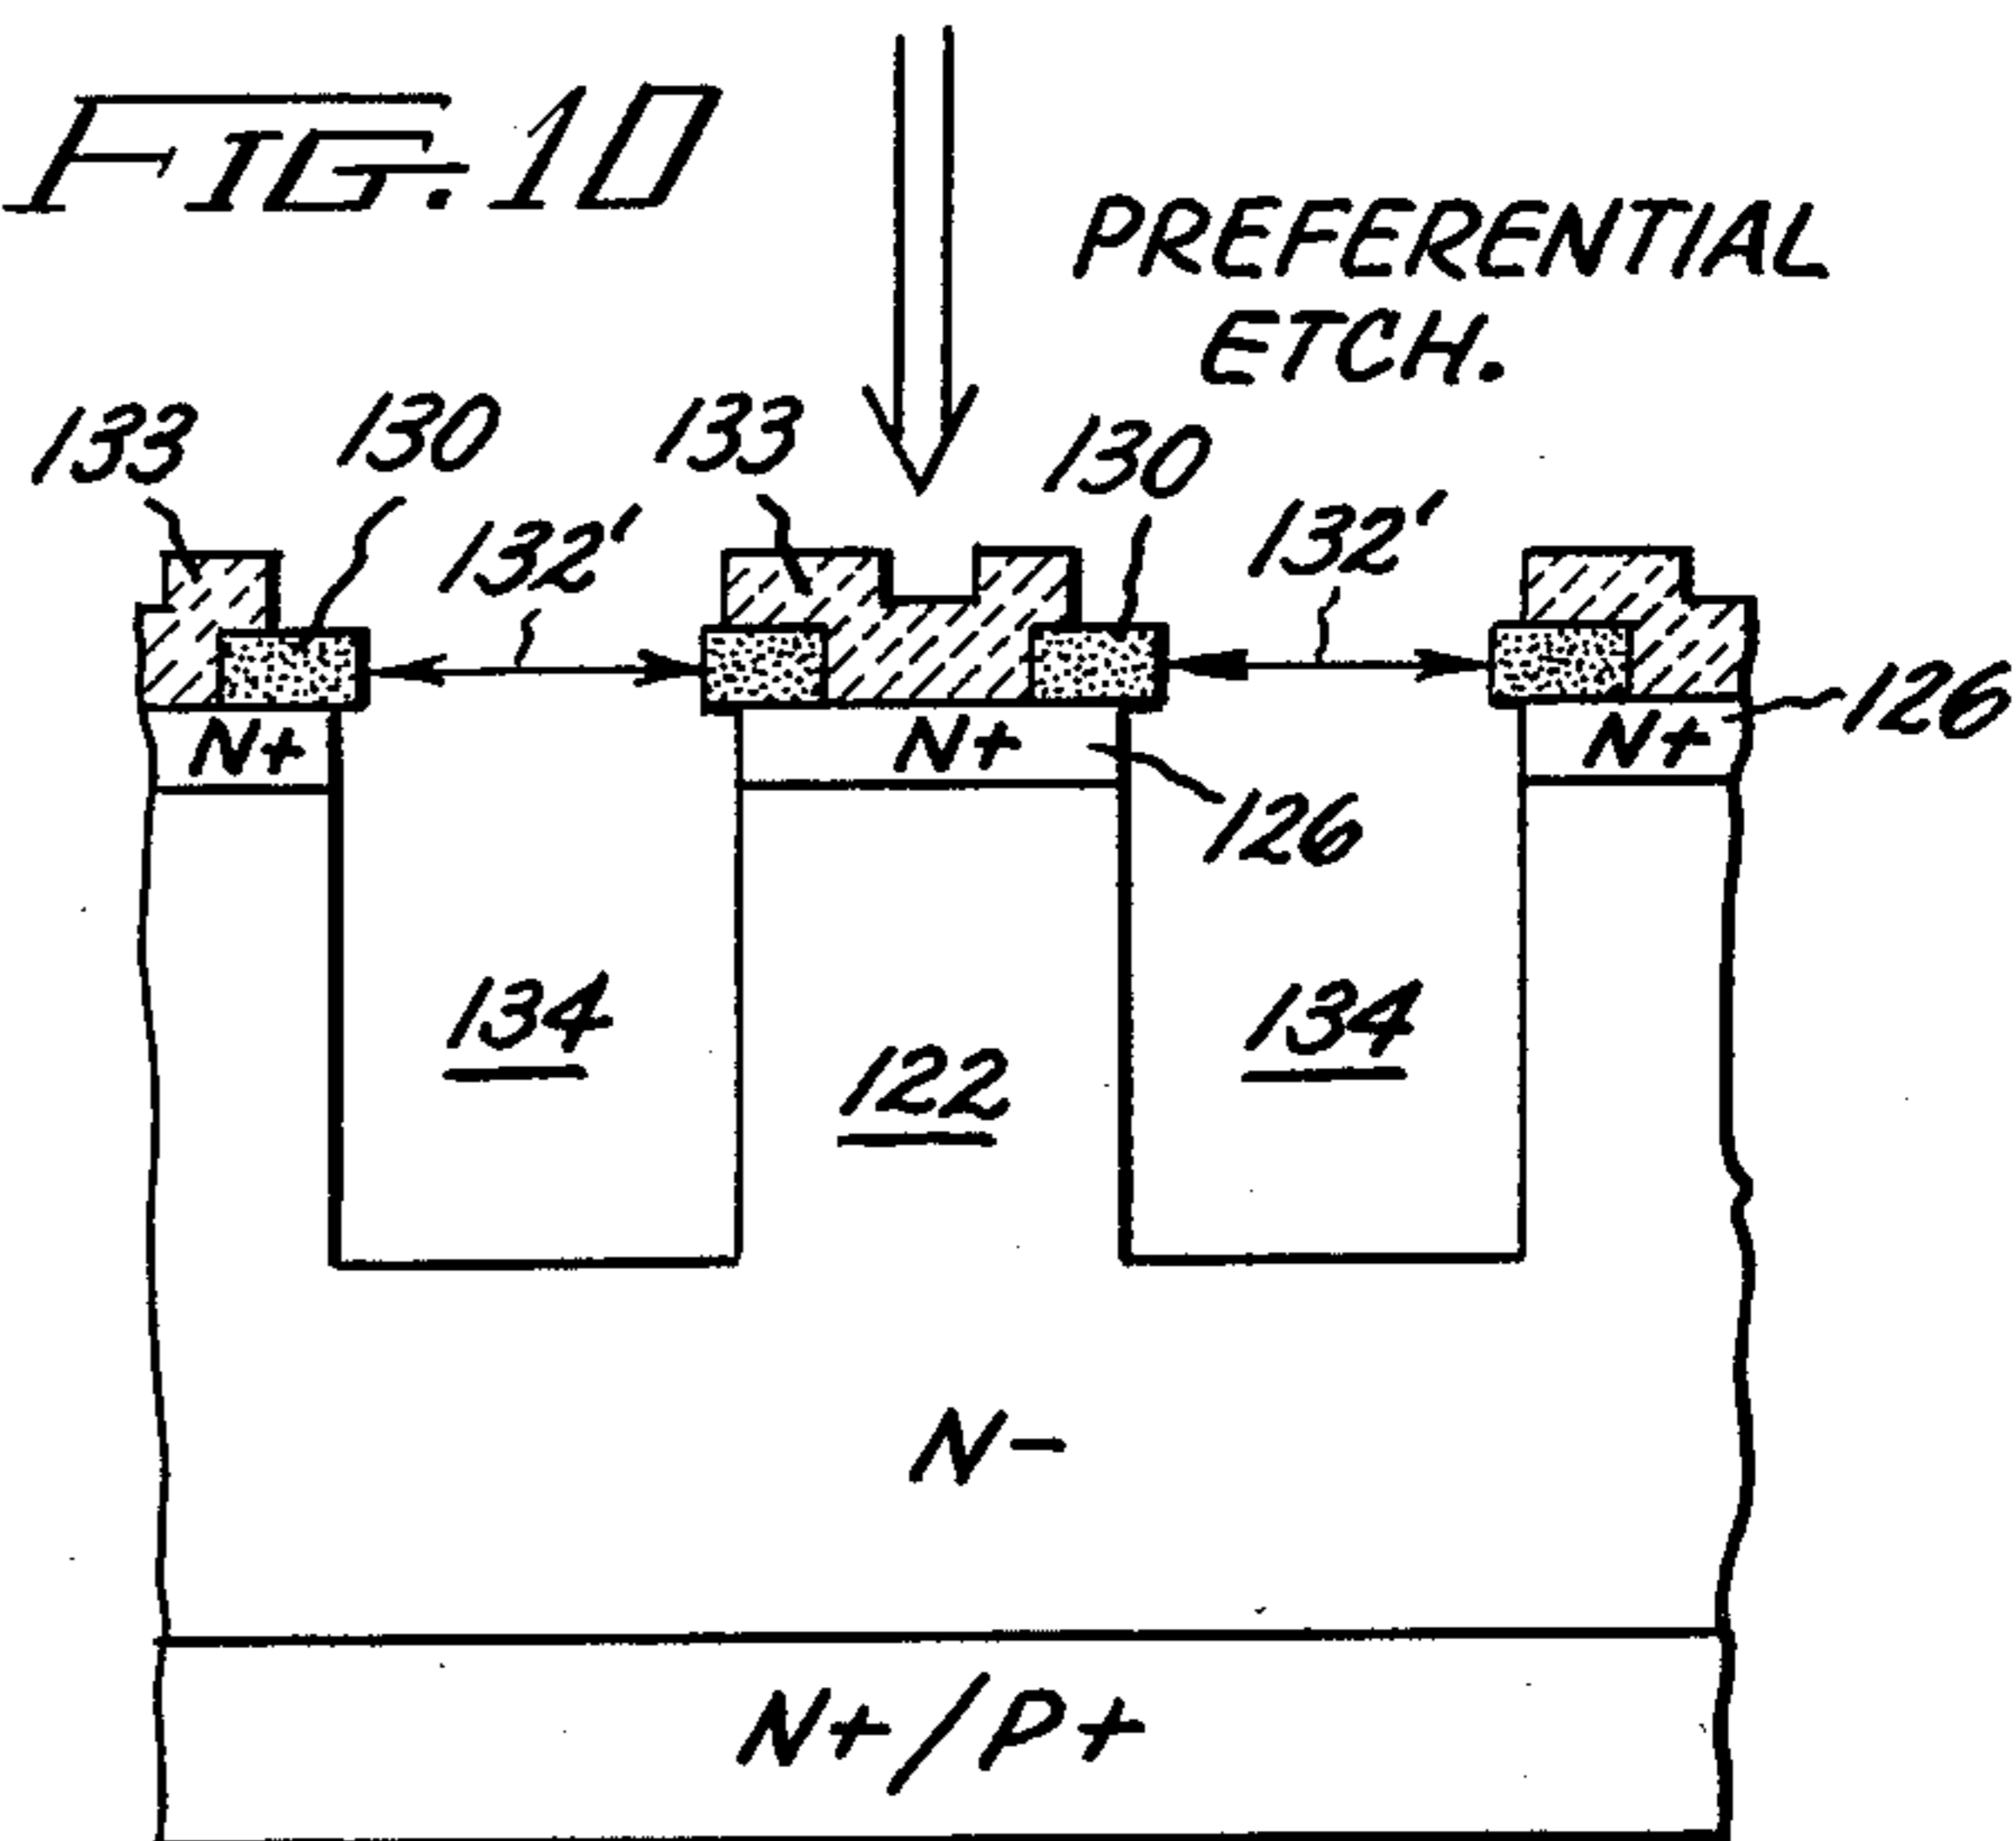 FIG. 10
PREFERENTIAL
ETCH.
133
130
133
130
132'
132'
N+
N+
N+
126
126
134
134
122
N-
N+/P+